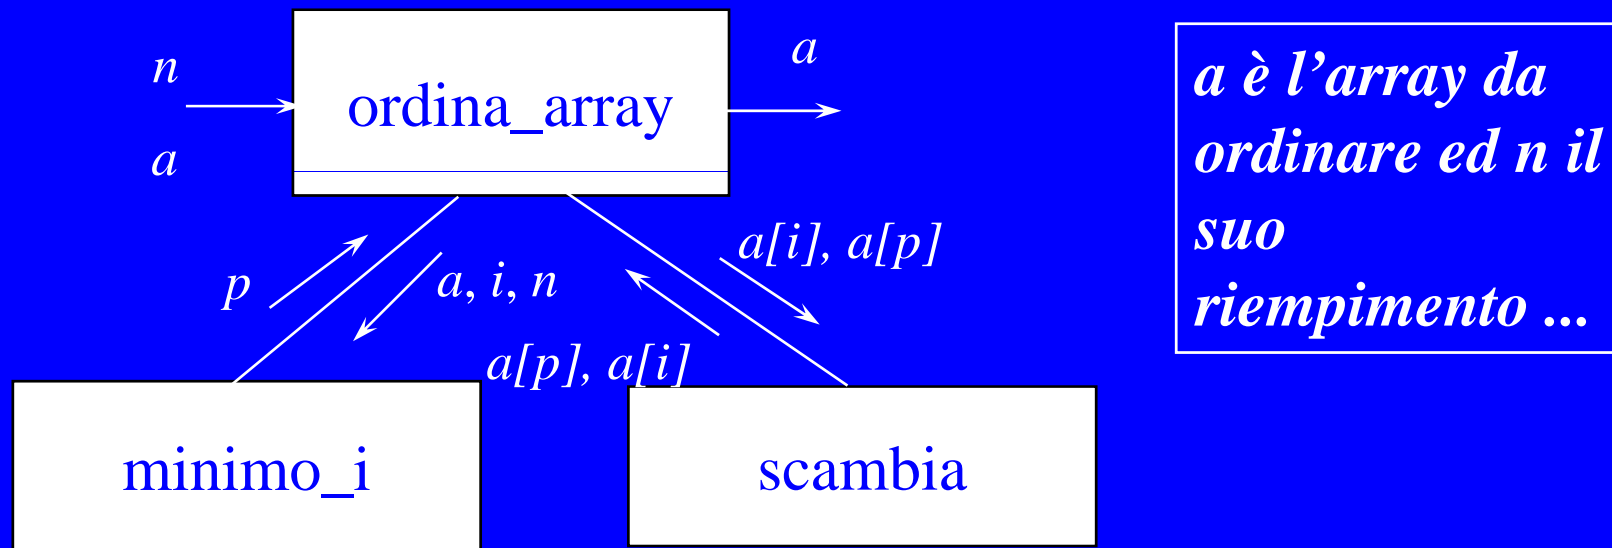 n
a
ordina_array
a
a è l’array da
ordinare ed n il
suo
riempimento ...
p
a, i, n
a[i], a[p]
a[p], a[i]
minimo_i
scambia